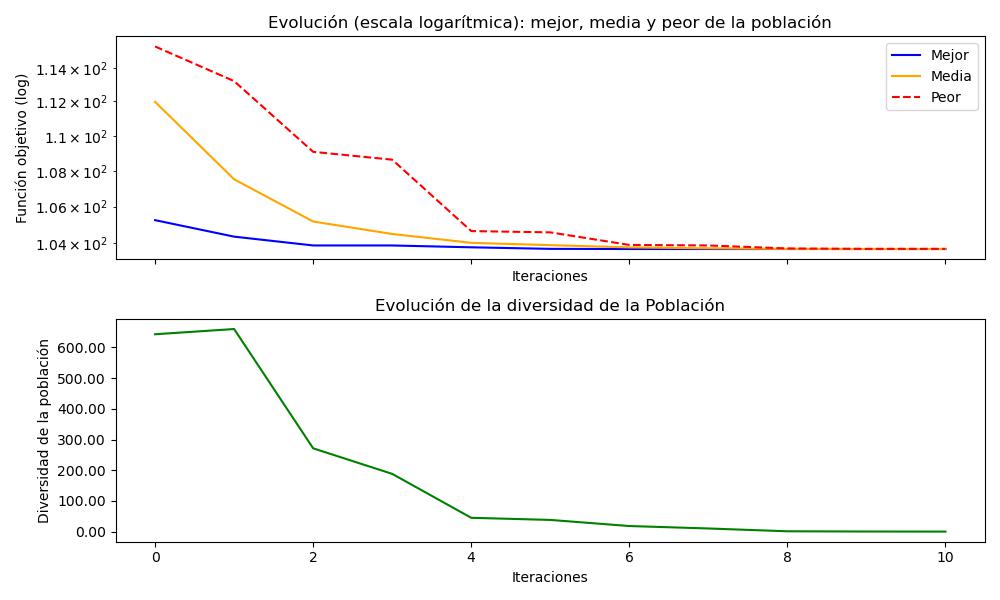 Evolución (escala logarítmica): mejor, media y peor de la población
Función objetivo (log)
1.14 × 10²
1.12 × 10²
1.1 × 10²
1.08 × 10²
1.06 × 10²
1.04 × 10²
Mejor
Media
Peor
Iteraciones
Evolución de la diversidad de la Población
Diversidad de la población
600.00
500.00
400.00
300.00
200.00
100.00
0.00
0 2 4 6 8 10
Iteraciones